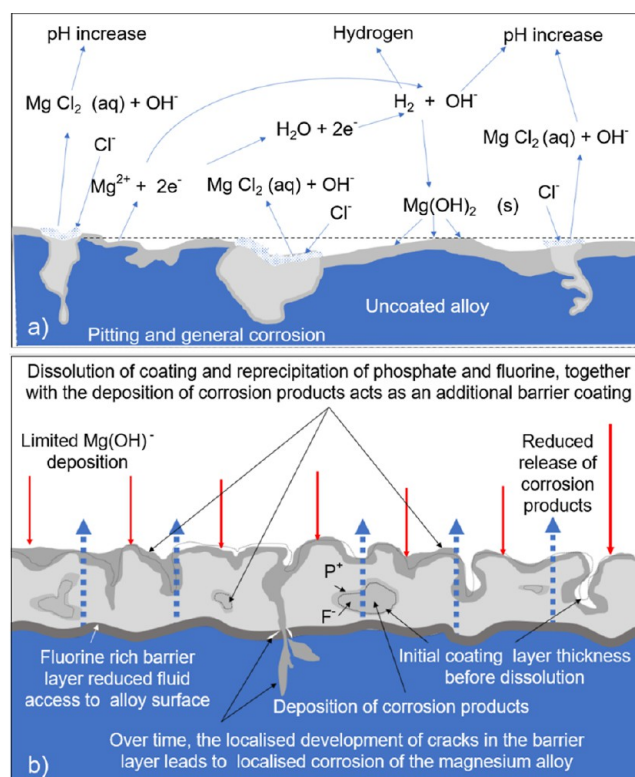 pH increase
Hydrogen
pH increase
Mg Cl₂ (aq) + OH⁻
H₂ + OH⁻
Cl⁻
H₂O + 2e⁻
Mg Cl₂ (aq) + OH⁻
Mg²⁺ + 2e⁻
Mg Cl₂ (aq) + OH⁻
Cl⁻
Cl⁻
Mg(OH)₂ (s)
Uncoated alloy
a)
Pitting and general corrosion
Dissolution of coating and reprecipitation of phosphate and fluorine, together
with the deposition of corrosion products acts as an additional barrier coating
Limited Mg(OH)⁻
deposition
Reduced
release of
corrosion
products
P⁺
F⁻
Fluorine rich barrier
layer reduced fluid
access to alloy surface
Initial coating layer thickness
before dissolution
Deposition of corrosion products
Over time, the localised development of cracks in the barrier
layer leads to localised corrosion of the magnesium alloy
b)